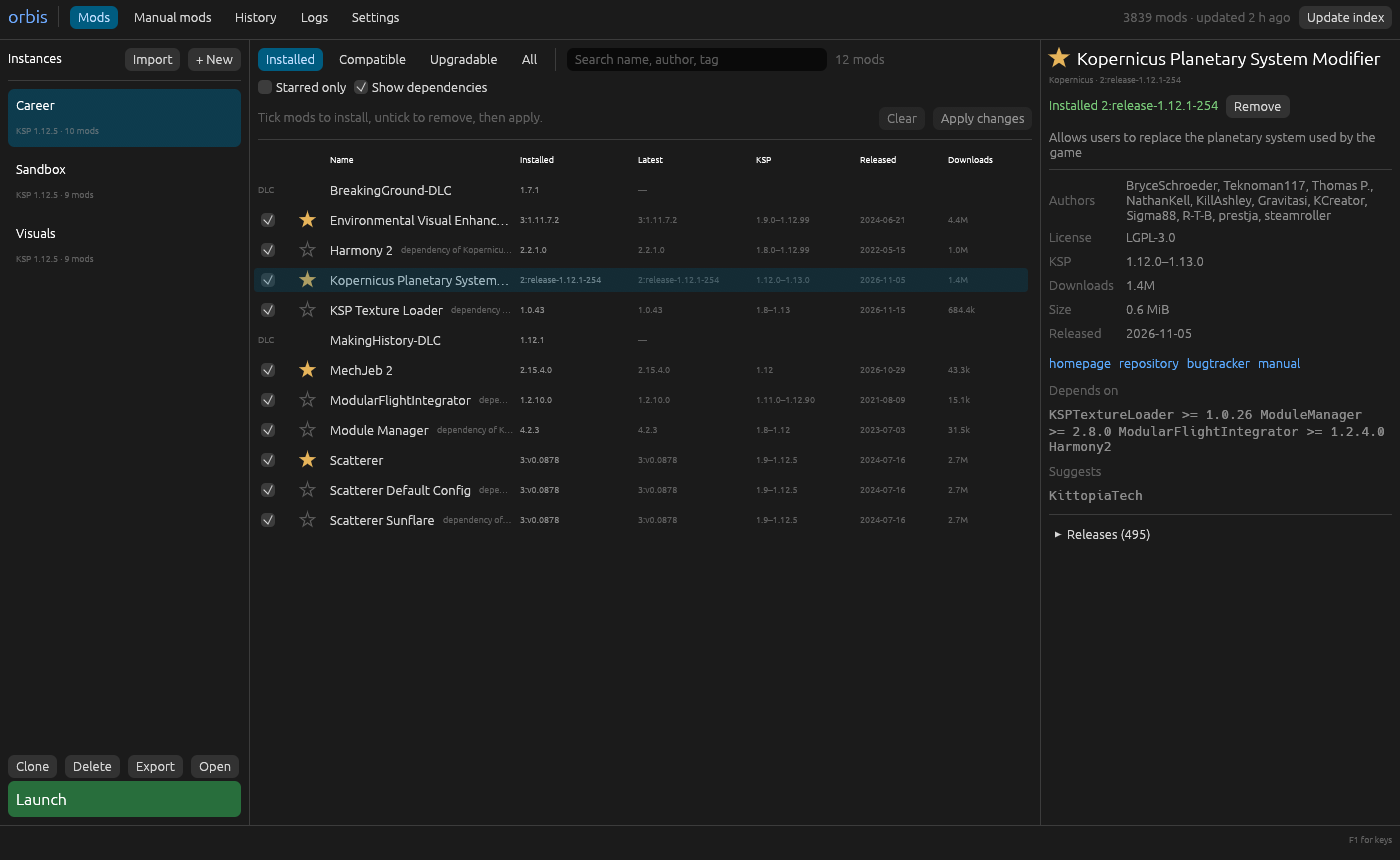 orbis Mods Manual mods History Logs Settings 3839 mods · updated 2 h ago Update index
Instances Import + New
Career
KSP 1.12.5 · 10 mods
Sandbox
KSP 1.12.5 · 9 mods
Visuals
KSP 1.12.5 · 9 mods
Clone Delete Export Open
Launch
Installed Compatible Upgradable All Search name, author, tag 12 mods
Starred only Show dependencies
Tick mods to install, untick to remove, then apply. Clear Apply changes
Name Installed Latest KSP Released Downloads
DLC BreakingGround-DLC 1.7.1 —
Environmental Visual Enhanc… 3:1.11.7.2 3:1.11.7.2 1.9.0–1.12.99 2024-06-21 4.4M
Harmony 2 dependency of Kopernicu… 2.2.1.0 2.2.1.0 1.8.0–1.12.99 2022-05-15 1.0M
Kopernicus Planetary System… 2:release-1.12.1-254 2:release-1.12.1-254 1.12.0–1.13.0 2026-11-05 1.4M
KSP Texture Loader dependency … 1.0.43 1.0.43 1.8–1.13 2026-11-15 684.4k
DLC MakingHistory-DLC 1.12.1 —
MechJeb 2 2.15.4.0 2.15.4.0 1.12 2026-10-29 43.3k
ModularFlightIntegrator depe… 1.2.10.0 1.2.10.0 1.11.0–1.12.90 2021-08-09 15.1k
Module Manager dependency of K… 4.2.3 4.2.3 1.8–1.12 2023-07-03 31.5k
Scatterer 3:v0.0878 3:v0.0878 1.9–1.12.5 2024-07-16 2.7M
Scatterer Default Config depe… 3:v0.0878 3:v0.0878 1.9–1.12.5 2024-07-16 2.7M
Scatterer Sunflare dependency of… 3:v0.0878 3:v0.0878 1.9–1.12.5 2024-07-16 2.7M
Kopernicus Planetary System Modifier
Kopernicus · 2:release-1.12.1-254
Installed 2:release-1.12.1-254 Remove
Allows users to replace the planetary system used by the
game
Authors BryceSchroeder, Teknoman117, Thomas P.,
NathanKell, KillAshley, Gravitasi, KCreator,
Sigma88, R-T-B, prestja, steamroller
License LGPL-3.0
KSP 1.12.0–1.13.0
Downloads 1.4M
Size 0.6 MiB
Released 2026-11-05
homepage repository bugtracker manual
Depends on
KSPTextureLoader >= 1.0.26 ModuleManager
>= 2.8.0 ModularFlightIntegrator >= 1.2.4.0
Harmony2
Suggests
KittopiaTech
Releases (495)
F1 for keys